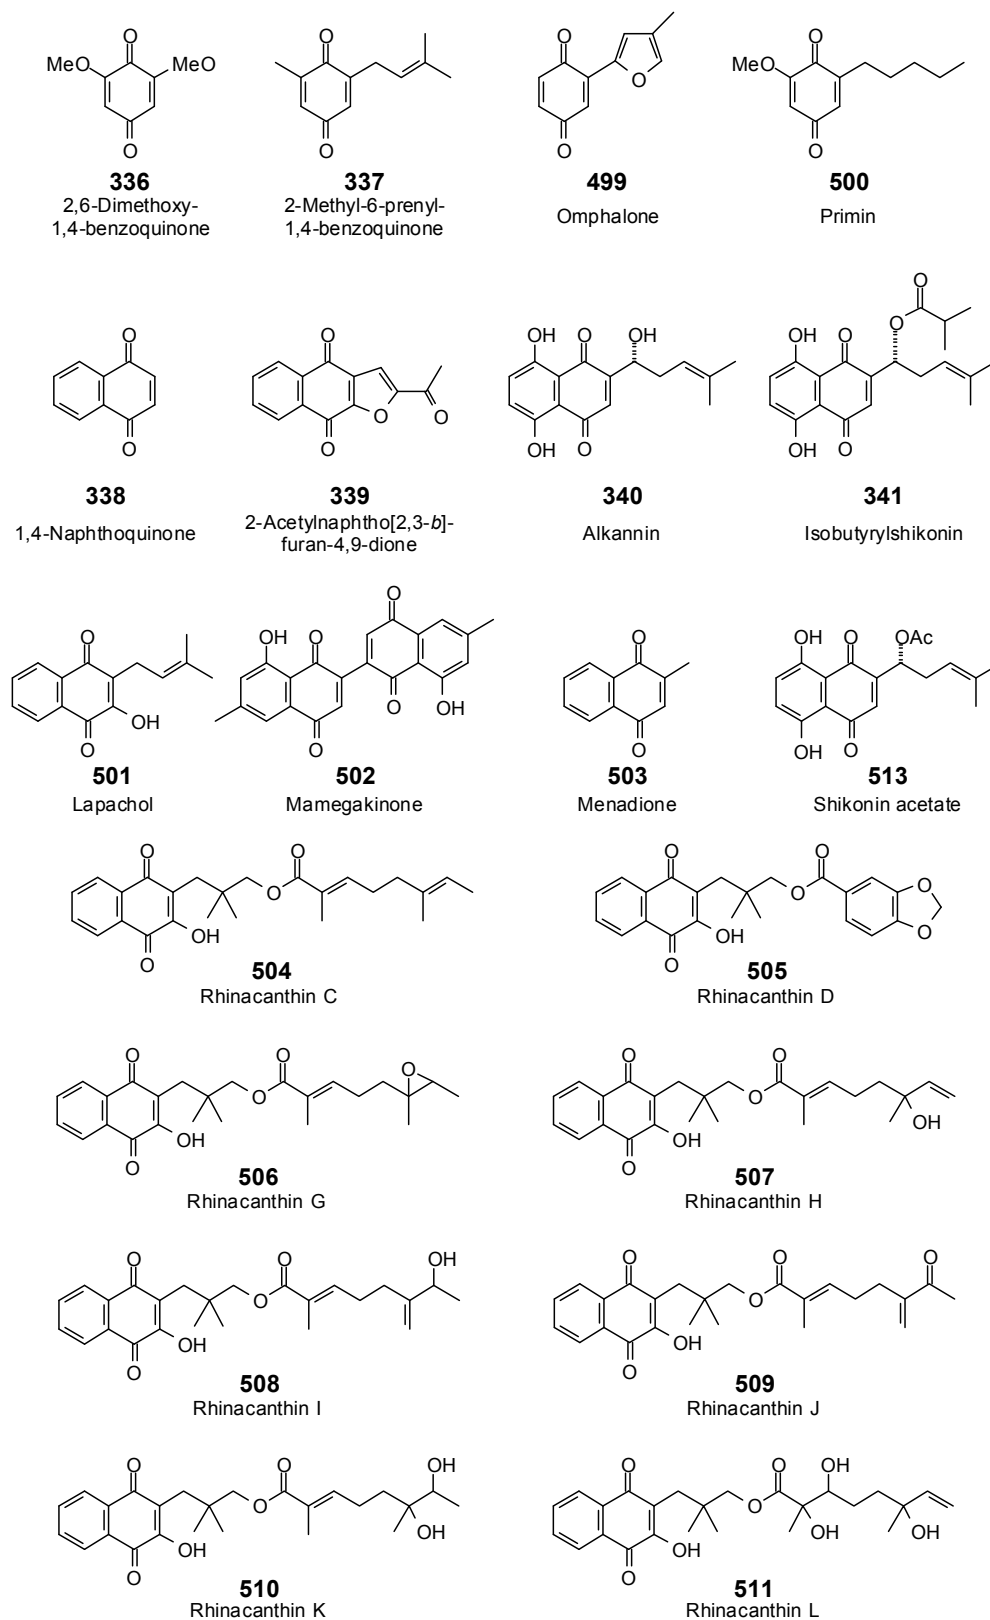 O O O O
MeO MeO MeO
O
O O O O
336 337 499 500
2,6-Dimethoxy-
1,4-benzoquinone
2-Methyl-6-prenyl-
1,4-benzoquinone
Omphalone
Primin
O
O
O O OH O OH OH O
O O
O O OH O OH O
338 339 340 341
1,4-Naphthoquinone
2-Acetylnaphtho[2,3-b]-
furan-4,9-dione
Alkannin
Isobutyrylshikonin
O
O OH O O OH O OAc
O OH
OH
O O O OH O
501 502 503 513
Lapachol
Mamegakinone
Menadione
Shikonin acetate
O O O O
O
O O
OH OH
O
O O
504 505
Rhinacanthin C
Rhinacanthin D
O O O O O
O O
OH
OH OH
O O
506 507
Rhinacanthin G
Rhinacanthin H
O O OH O O O
O O
OH OH
O O
508 509
Rhinacanthin I
Rhinacanthin J
O O OH O O OH
O O
OH OH OH OH
OH
O O
510 511
Rhinacanthin K
Rhinacanthin L